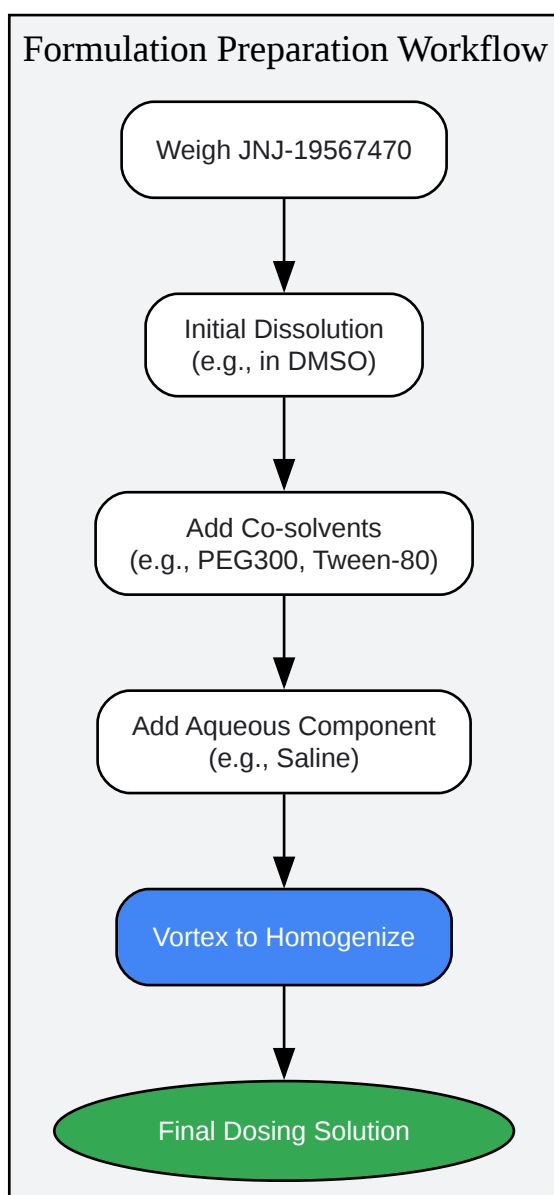 Formulation Preparation Workflow
Weigh JNJ-19567470
Initial Dissolution
(e.g., in DMSO)
Add Co-solvents
(e.g., PEG300, Tween-80)
Add Aqueous Component
(e.g., Saline)
Vortex to Homogenize
Final Dosing Solution